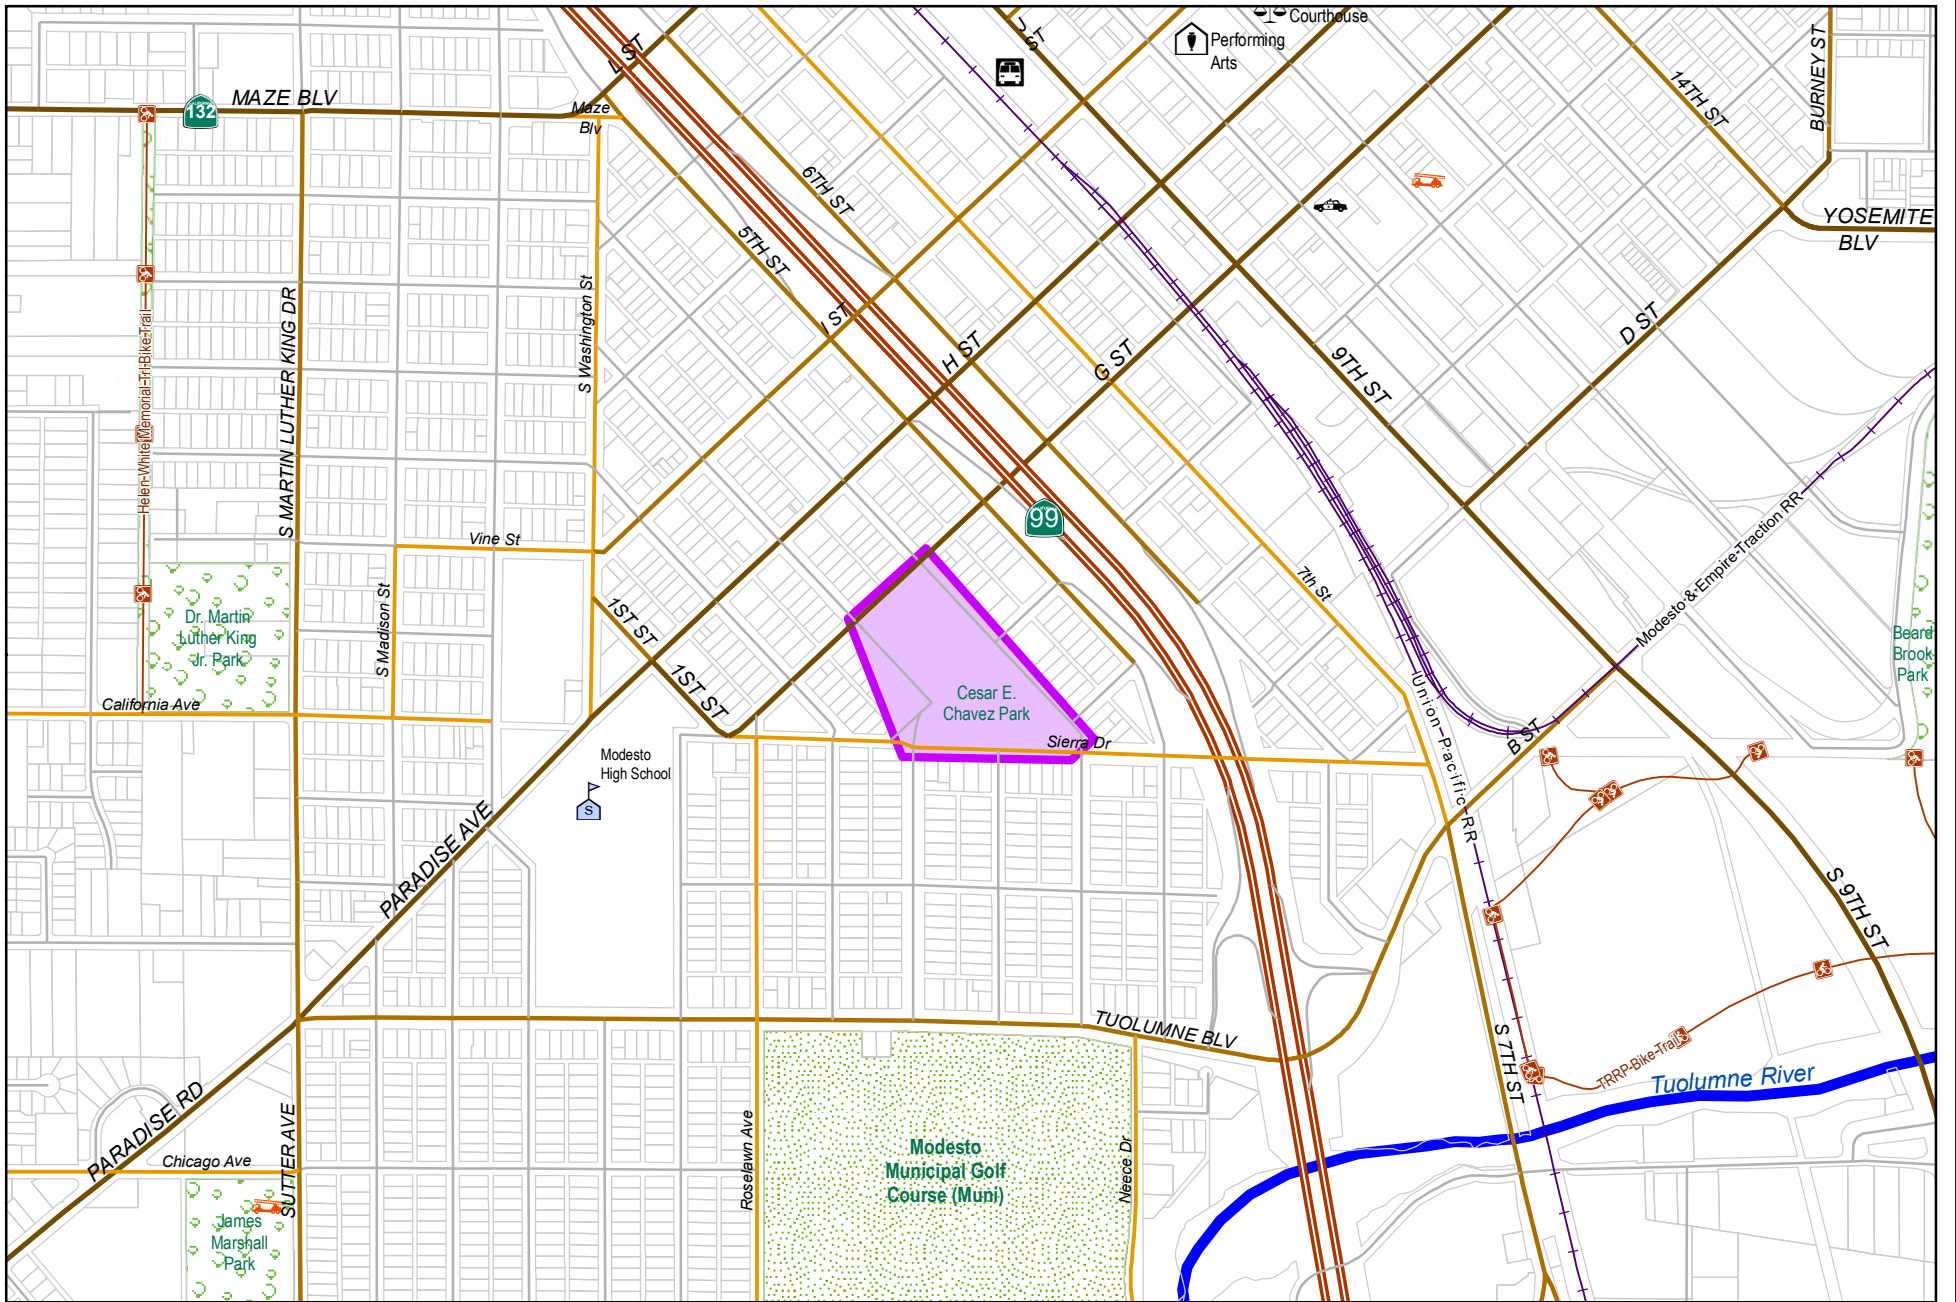 Courthouse
Performing
Arts
J ST
L ST
MAZE BLV
132
Maze
Blv
14TH ST
BURNEY ST
YOSEMITE
BLV
6TH ST
5TH ST
I ST
H ST
G ST
9TH ST
D ST
S Washington St
S MARTIN LUTHER KING DR
Helen-White-Memorial-Tri-Bike-Trail
99
Vine St
S Madison St
1ST ST
1ST ST
7th St
Modesto-&-Empire-Traction RR
Dr. Martin
Luther King
Jr. Park
California Ave
Cesar E.
Chavez Park
Sierra Dr
Union-Pacific-RR
B ST
Beard
Brook
Park
Modesto
High School
S
PARADISE AVE
S 9TH ST
TUOLUMNE BLV
S 7TH ST
TRRP-Bike-Trail
Tuolumne River
PARADISE RD
SUTTER AVE
Chicago Ave
Roselawn Ave
Modesto
Municipal Golf
Course (Muni)
Neece Dr
James
Marshall
Park